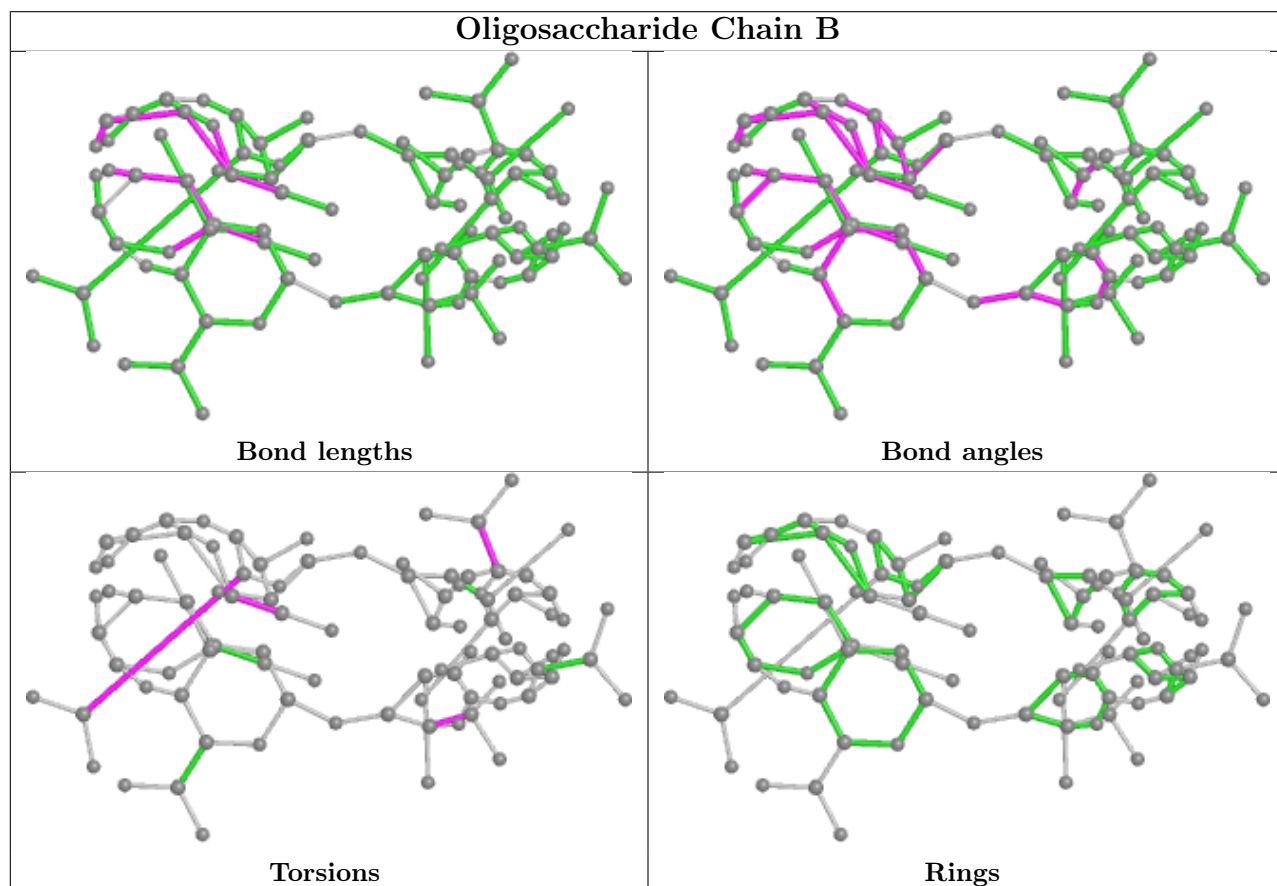 Oligosaccharide Chain B
Bond lengths
Bond angles
Torsions
Rings